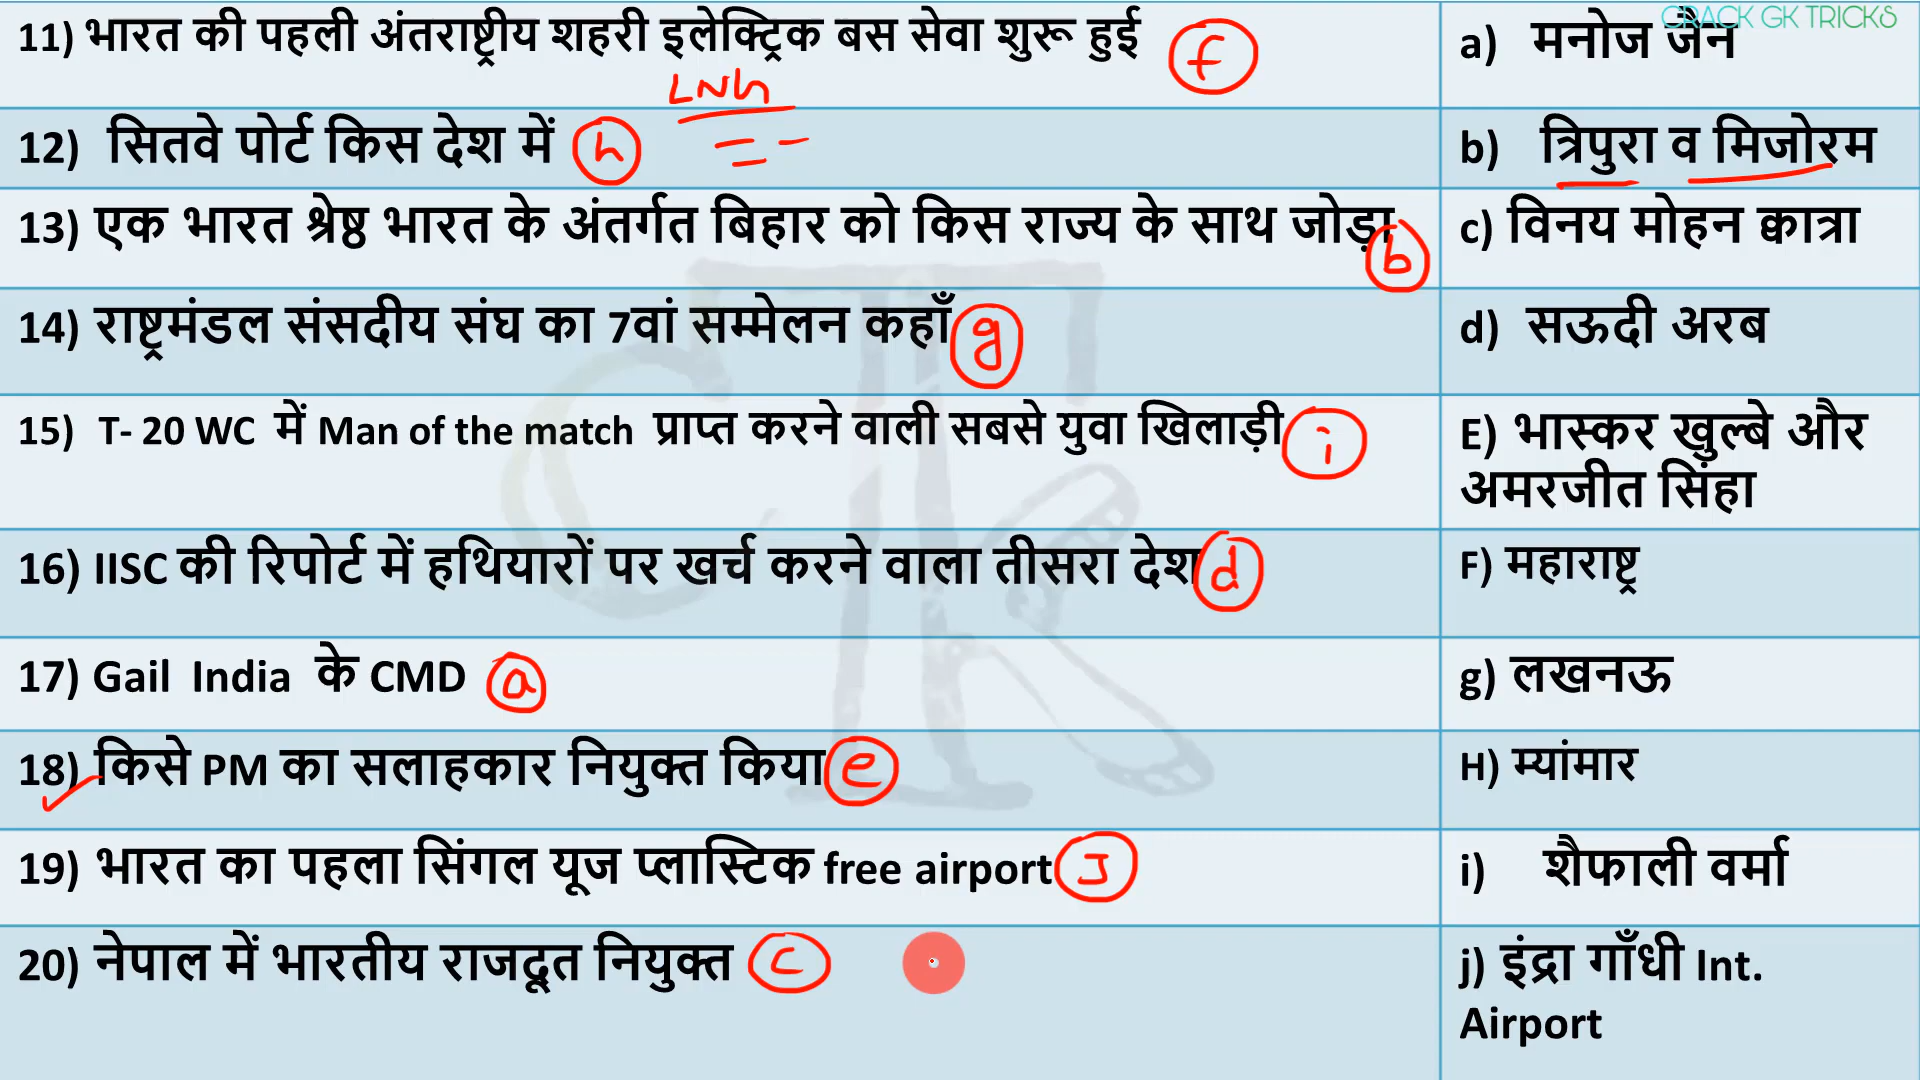 CRACK GK TRICKS
11) भारत की पहली अंतराष्ट्रीय शहरी इलेक्ट्रिक बस सेवा शुरू हुई f
a) मनोज जैन
12) सितवे पोर्ट किस देश में h
b) त्रिपुरा व मिजोरम
13) एक भारत श्रेष्ठ भारत के अंतर्गत बिहार को किस राज्य के साथ जोड़ा b
c) विनय मोहन क्वात्रा
14) राष्ट्रमंडल संसदीय संघ का 7वां सम्मेलन कहाँ g
d) सऊदी अरब
15) T- 20 WC में Man of the match प्राप्त करने वाली सबसे युवा खिलाड़ी i
E) भास्कर खुल्बे और
अमरजीत सिंहा
16) IISC की रिपोर्ट में हथियारों पर खर्च करने वाला तीसरा देश d
F) महाराष्ट्र
17) Gail India के CMD a
g) लखनऊ
18) किसे PM का सलाहकार नियुक्त किया e
H) म्यांमार
19) भारत का पहला सिंगल यूज प्लास्टिक free airport J
i) शैफाली वर्मा
20) नेपाल में भारतीय राजदूत नियुक्त c
j) इंद्रा गाँधी Int.
Airport